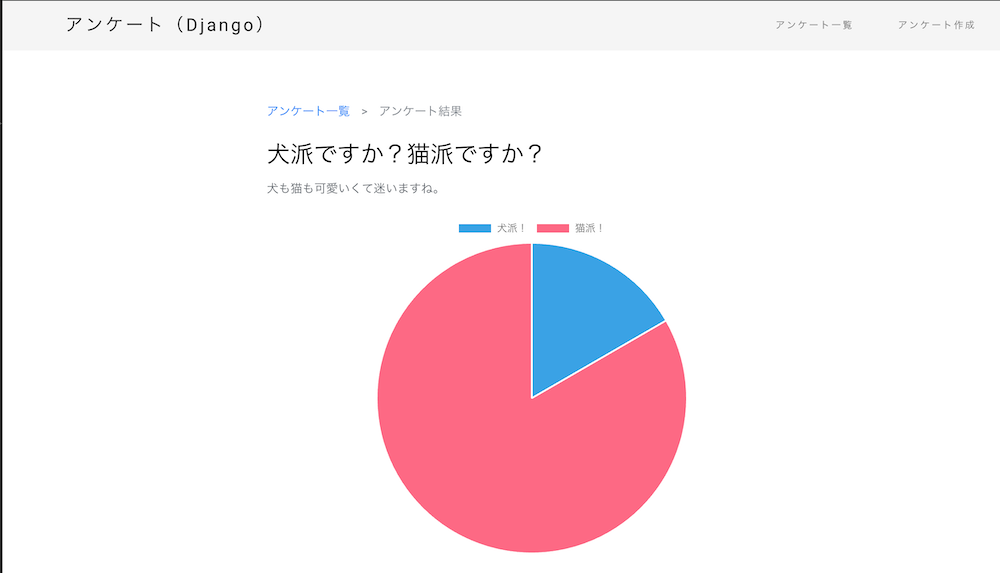 アンケート（Django）
アンケート一覧 アンケート作成
アンケート一覧 > アンケート結果
犬派ですか？猫派ですか？
犬も猫も可愛いくて迷いますね。
犬派！ 猫派！